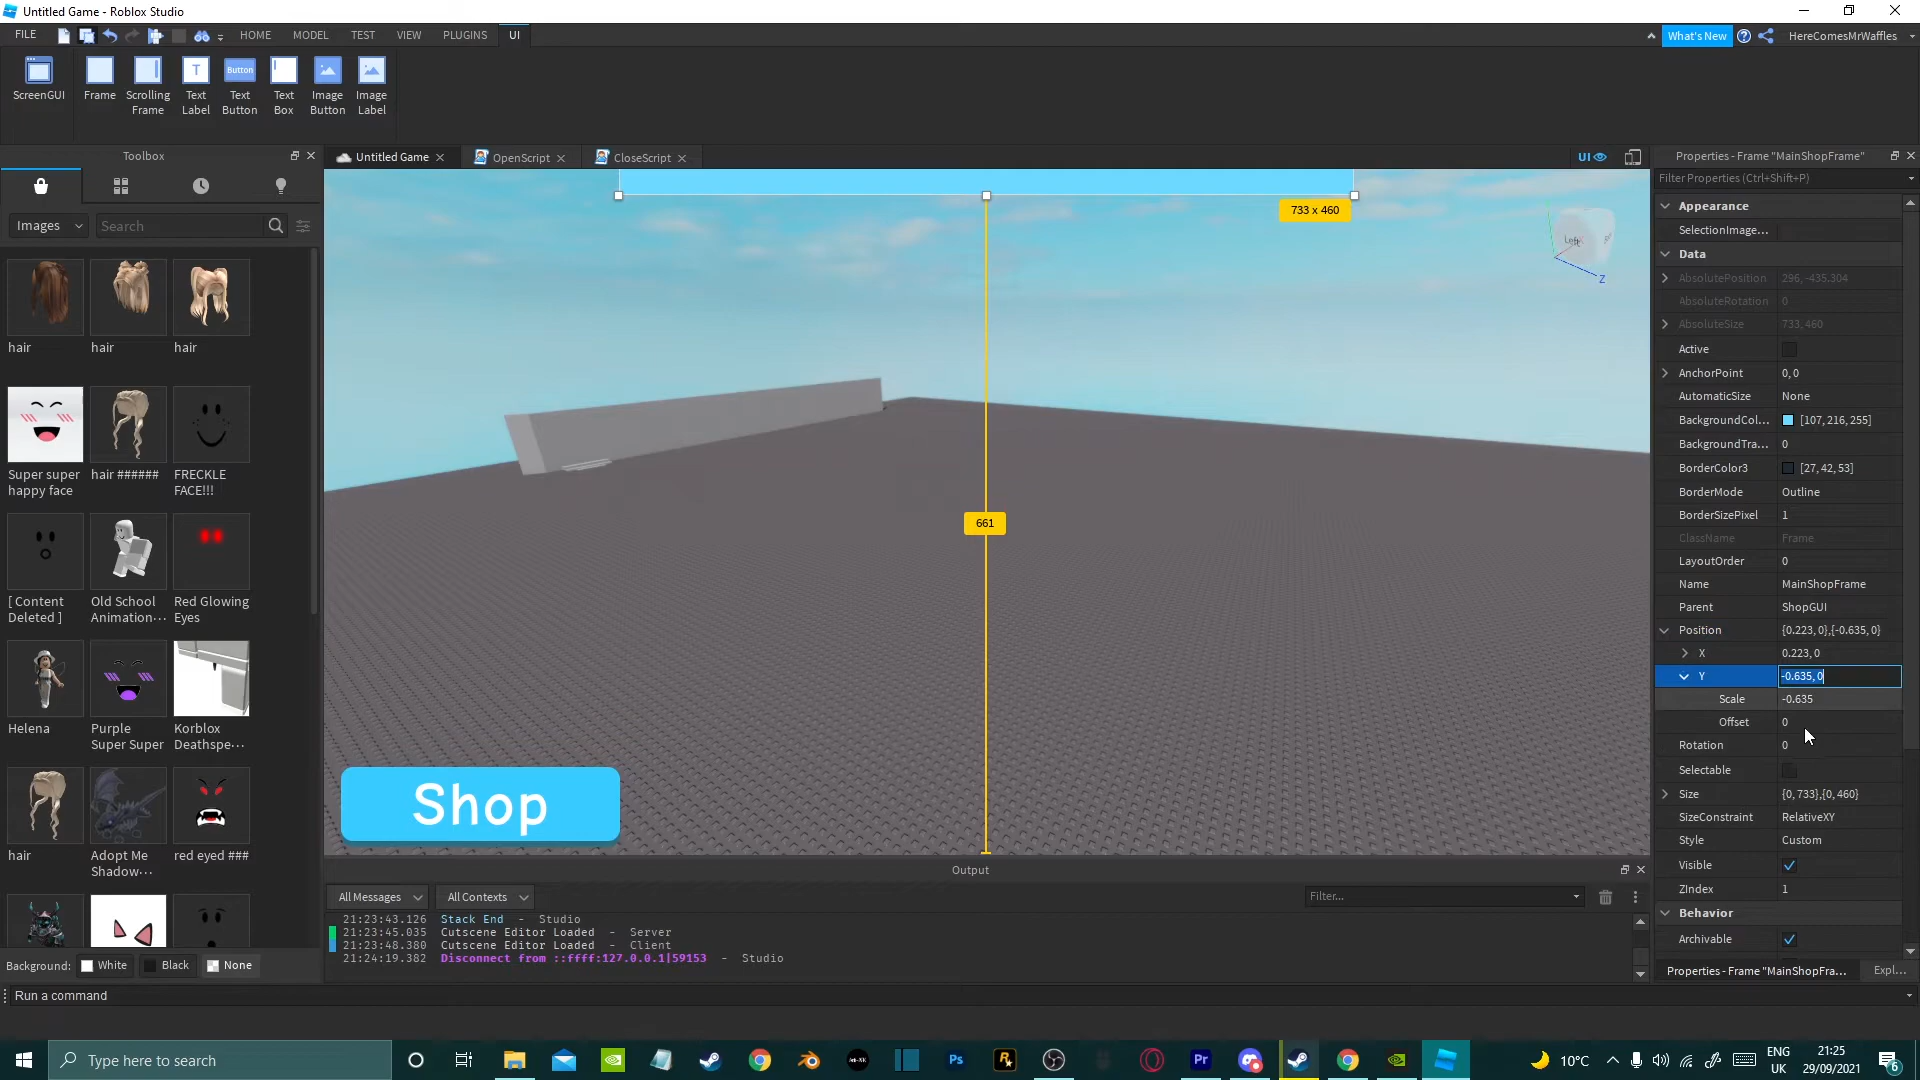 Untitled Game - Roblox Studio
FILE
HOME
MODEL
TEST
VIEW
PLUGINS
UI
What's New
HereComesMrWaffles
ScreenGUI
Frame
Scrolling Frame
Text Label
Button
Text Button
Text Box
Image Button
Image Label
Toolbox
Untitled Game
OpenScript
CloseScript
UI
Properties - Frame "MainShopFrame"
Filter Properties (Ctrl+Shift+P)
Images
Search
hair
hair
hair
Super super happy face
hair ######
FRECKLE FACE!!!
[ Content Deleted ]
Old School Animation···
Red Glowing Eyes
Helena
Purple Super Super
Korblox Deathspe···
hair
Adopt Me Shadow···
red eyed ###
Background:
White
Black
None
733 x 460
Left
Z
661
Shop
Appearance
SelectionImage...
Data
AbsolutePosition 296, -435.304
AbsoluteRotation 0
AbsoluteSize 733, 460
Active
AnchorPoint 0, 0
AutomaticSize None
BackgroundCol... [107, 216, 255]
BackgroundTra... 0
BorderColor3 [27, 42, 53]
BorderMode Outline
BorderSizePixel 1
ClassName Frame
LayoutOrder 0
Name MainShopFrame
Parent ShopGUI
Position {0.223, 0},{-0.635, 0}
X 0.223, 0
Y -0.635, 0
Scale -0.635
Offset 0
Rotation 0
Selectable
Size {0, 733},{0, 460}
SizeConstraint RelativeXY
Style Custom
Visible
ZIndex 1
Behavior
Archivable
Properties - Frame "MainShopFra...
Expl...
Output
All Messages
All Contexts
Filter...
21:23:43.126 Stack End - Studio
21:23:45.035 Cutscene Editor Loaded - Server
21:23:48.380 Cutscene Editor Loaded - Client
21:24:19.382 Disconnect from ::ffff:127.0.0.1|59153 - Studio
Run a command
Type here to search
Ps
Pr
10°C
ENG
UK
21:25
29/09/2021
6